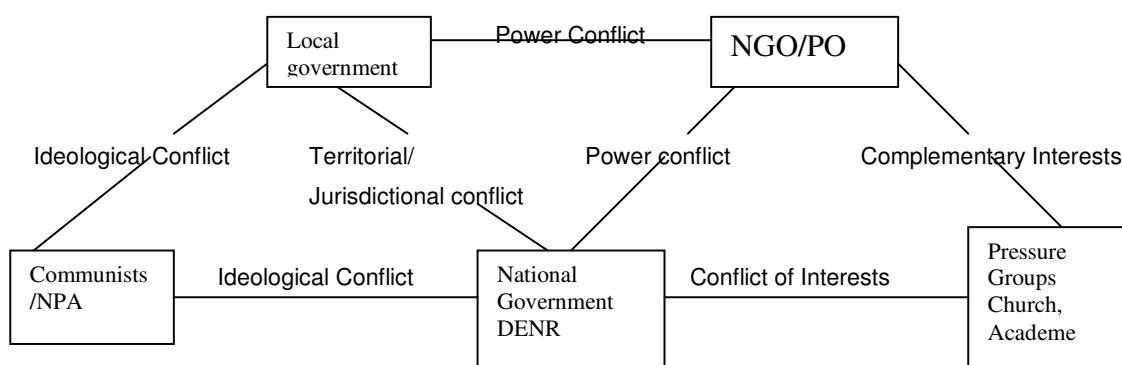 Local
government
Power Conflict
NGO/PO
Ideological Conflict
Territorial/
Jurisdictional conflict
Power conflict
Complementary Interests
Communists
/NPA
Ideological Conflict
National
Government
DENR
Conflict of Interests
Pressure
Groups
Church,
Academe